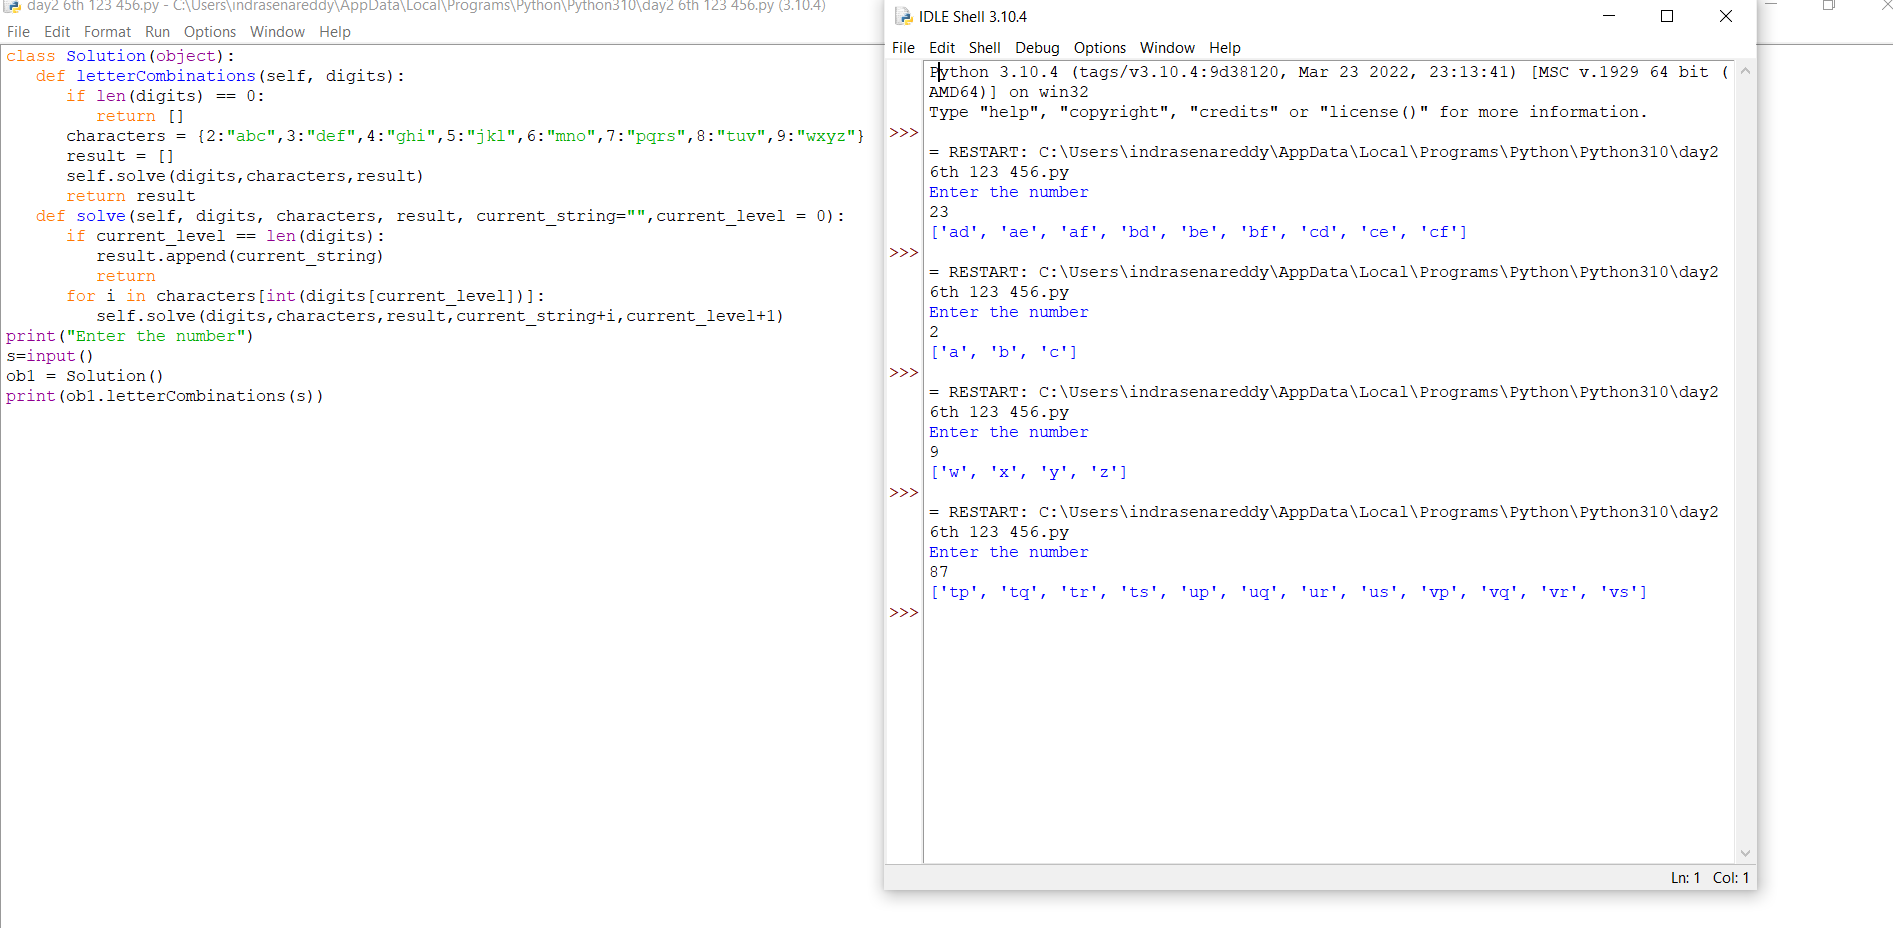 day2 6th 123 456.py - C:\Users\indrasenareddy\AppData\Local\Programs\Python\Python310\day2 6th 123 456.py (3.10.4)
File Edit Format Run Options Window Help
class Solution(object):
   def letterCombinations(self, digits):
      if len(digits) == 0:
         return []
      characters = {2:"abc",3:"def",4:"ghi",5:"jkl",6:"mno",7:"pqrs",8:"tuv",9:"wxyz"}
      result = []
      self.solve(digits,characters,result)
      return result
   def solve(self, digits, characters, result, current_string="",current_level = 0):
      if current_level == len(digits):
         result.append(current_string)
         return
      for i in characters[int(digits[current_level])]:
         self.solve(digits,characters,result,current_string+i,current_level+1)
print("Enter the number")
s=input()
ob1 = Solution()
print(ob1.letterCombinations(s))
IDLE Shell 3.10.4
File Edit Shell Debug Options Window Help
Python 3.10.4 (tags/v3.10.4:9d38120, Mar 23 2022, 23:13:41) [MSC v.1929 64 bit (
AMD64)] on win32
Type "help", "copyright", "credits" or "license()" for more information.
>>>
= RESTART: C:\Users\indrasenareddy\AppData\Local\Programs\Python\Python310\day2
6th 123 456.py
Enter the number
23
['ad', 'ae', 'af', 'bd', 'be', 'bf', 'cd', 'ce', 'cf']
>>>
= RESTART: C:\Users\indrasenareddy\AppData\Local\Programs\Python\Python310\day2
6th 123 456.py
Enter the number
2
['a', 'b', 'c']
>>>
= RESTART: C:\Users\indrasenareddy\AppData\Local\Programs\Python\Python310\day2
6th 123 456.py
Enter the number
9
['w', 'x', 'y', 'z']
>>>
= RESTART: C:\Users\indrasenareddy\AppData\Local\Programs\Python\Python310\day2
6th 123 456.py
Enter the number
87
['tp', 'tq', 'tr', 'ts', 'up', 'uq', 'ur', 'us', 'vp', 'vq', 'vr', 'vs']
>>>
Ln: 1 Col: 1